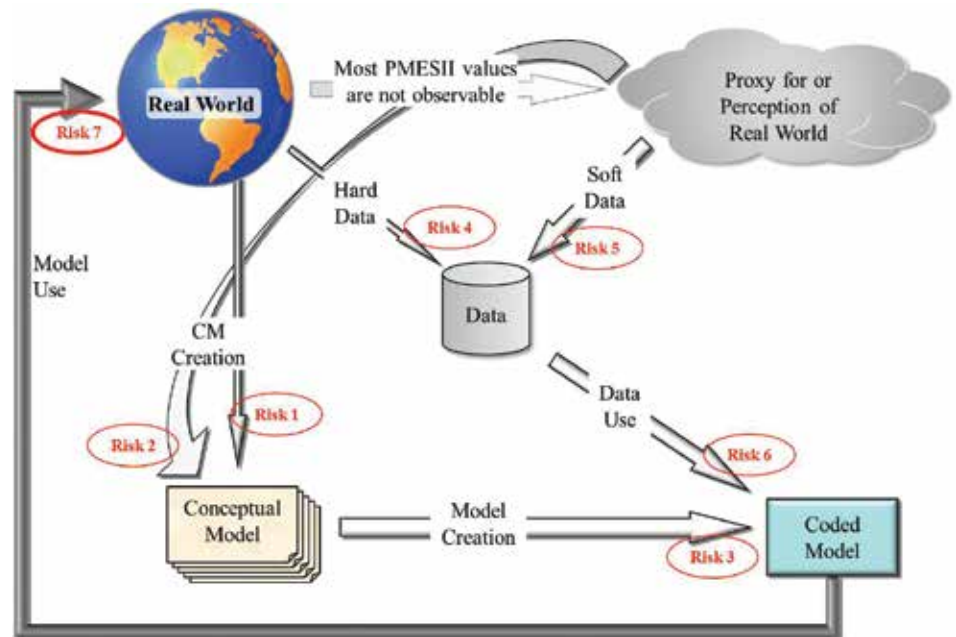 Real World
Most PMESII values
are not observable
Proxy for or
Perception of
Real World
Risk 7
Hard
Data
Soft
Data
Risk 4
Risk 5
Model
Use
Data
CM
Creation
Data
Use
Risk 1
Risk 2
Risk 6
Conceptual
Model
Model
Creation
Risk 3
Coded
Model